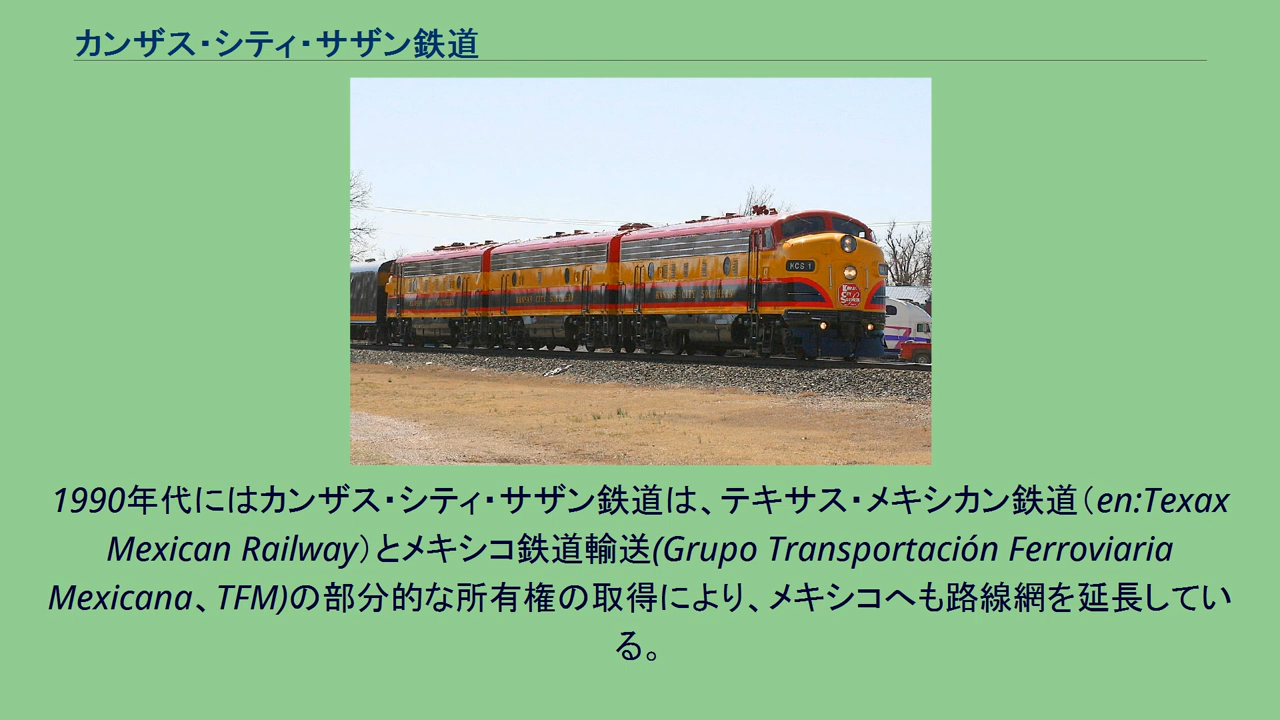 カンザス・シティ・サザン鉄道
KCS 1
KANSAS CITY SOUTHERN
1990年代にはカンザス・シティ・サザン鉄道は、テキサス・メキシカン鉄道（en:Texax
Mexican Railway）とメキシコ鉄道輸送(Grupo Transportación Ferroviaria
Mexicana、TFM)の部分的な所有権の取得により、メキシコへも路線網を延長してい
る。